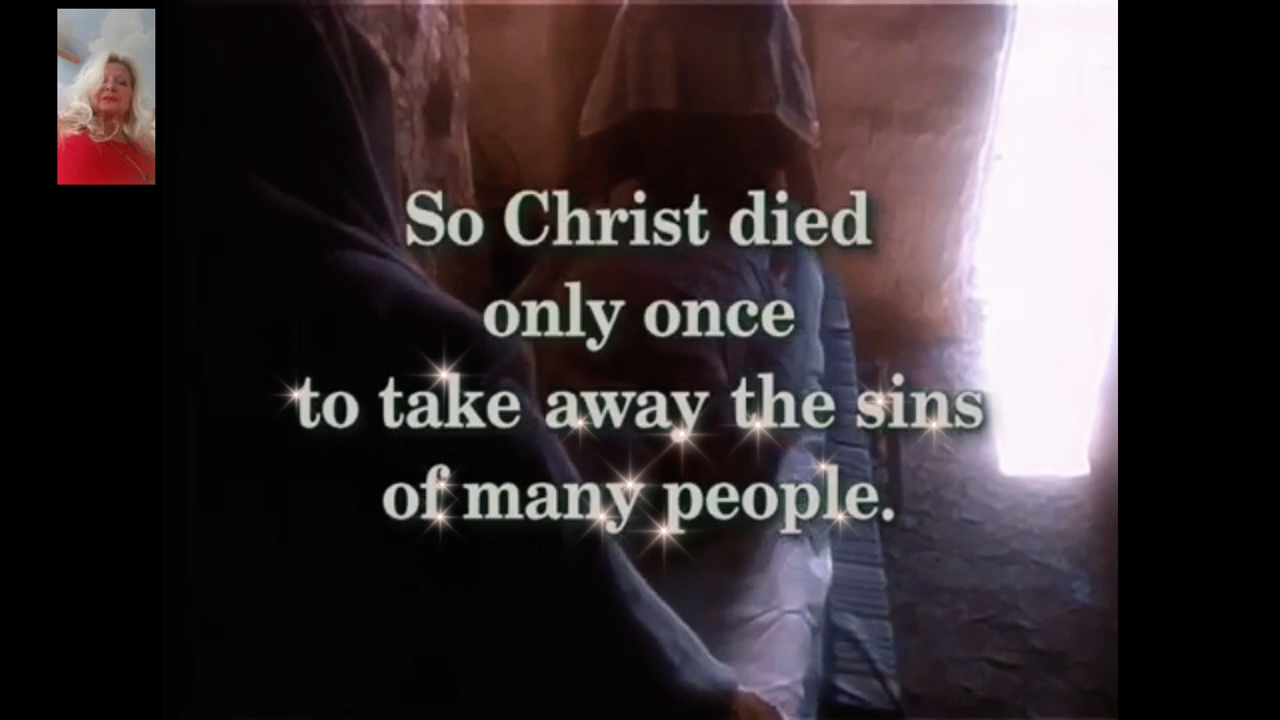 So Christ died
only once
to take away the sins
of many people.